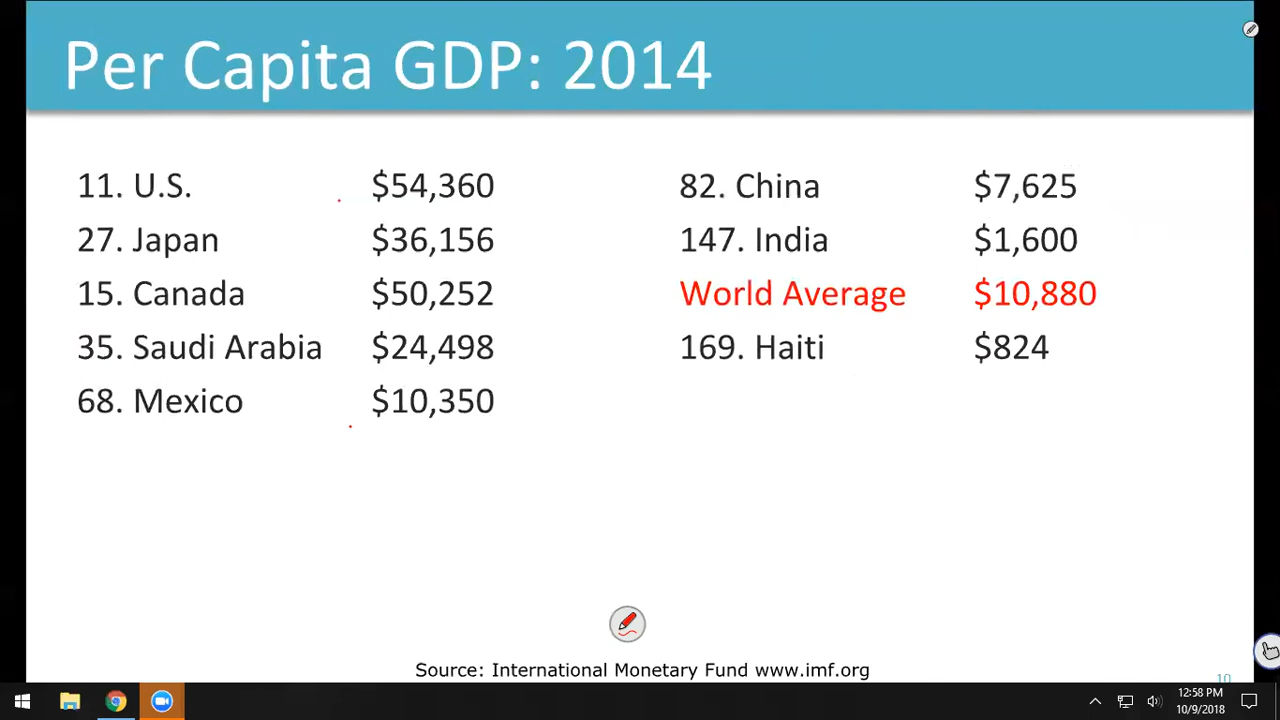 Per Capita GDP: 2014
11. U.S. $54,360
27. Japan $36,156
15. Canada $50,252
35. Saudi Arabia $24,498
68. Mexico $10,350
82. China $7,625
147. India $1,600
World Average $10,880
169. Haiti $824
Source: International Monetary Fund www.imf.org
10
12:58 PM
10/9/2018